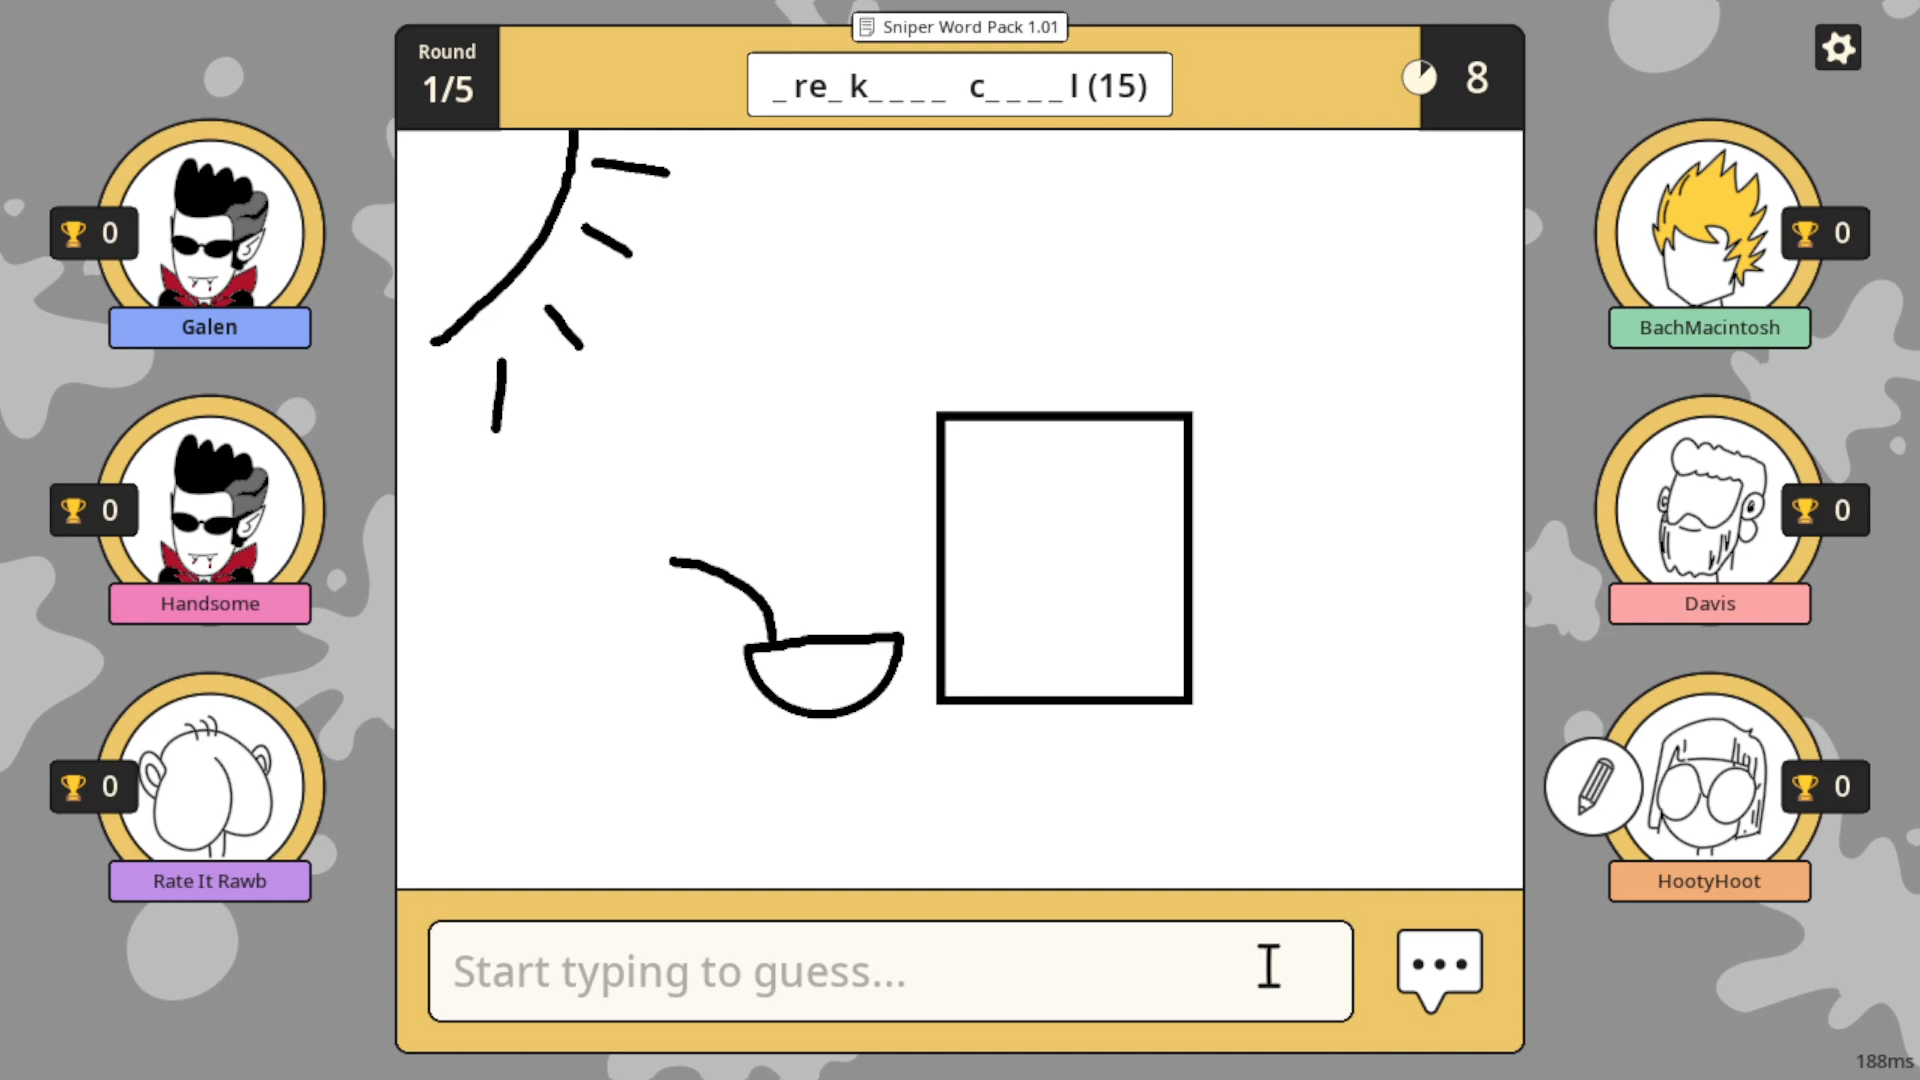 Sniper Word Pack 1.01
Round
1/5
_re_k____ c____l (15)
8
0
Galen
0
BachMacintosh
0
Handsome
0
Davis
0
Rate It Rawb
0
HootyHoot
Start typing to guess...
188ms